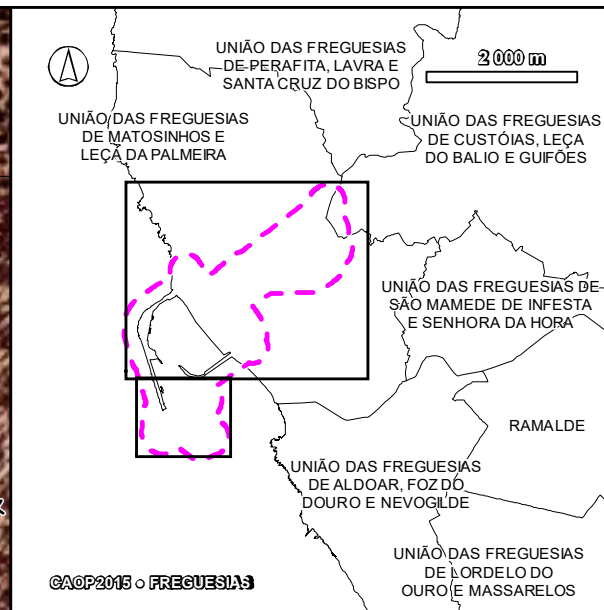 UNIÃO DAS FREGUESIAS
DE PERAFITA, LAVRA E
SANTA CRUZ DO BISPO
2 000 m
UNIÃO DAS FREGUESIAS
DE MATOSINHOS E
LEÇA DA PALMEIRA
UNIÃO DAS FREGUESIAS
DE CUSTÓIAS, LEÇA
DO BALIO E GUIFÕES
UNIÃO DAS FREGUESIAS DE
SÃO MAMEDE DE INFESTA
E SENHORA DA HORA
RAMALDE
UNIÃO DAS FREGUESIAS
DE ALDOAR, FOZ DO
DOURO E NEVOGILDE
UNIÃO DAS FREGUESIAS
DE LORDELO DO
OURO E MASSARELOS
CAOP2015 • FREGUESIAS